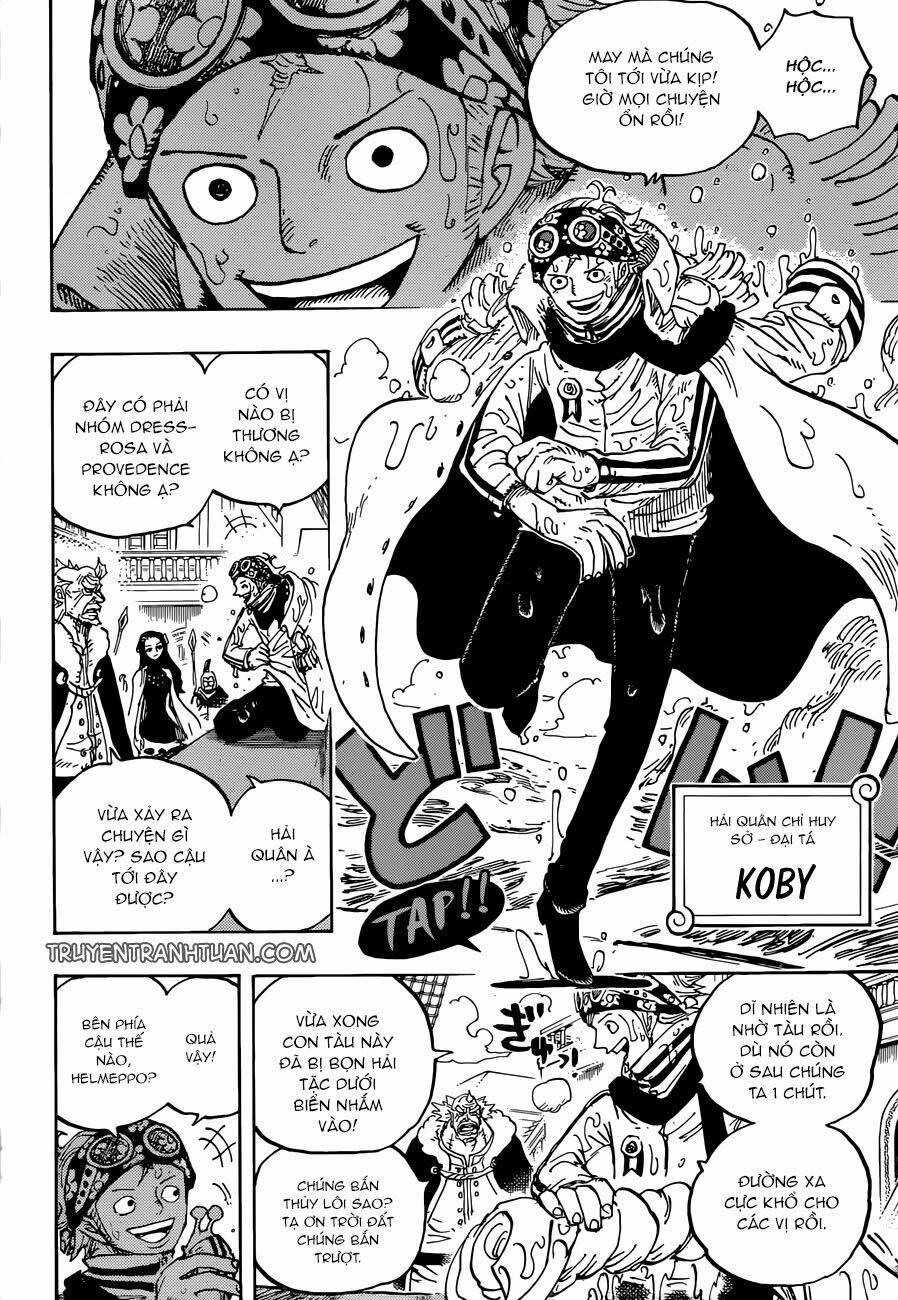 HỘC...
HỘC...
MAY MÀ CHÚNG
TÔI TỚI VỪA KỊP!
GIỜ MỌI CHUYỆN
ỔN RỒI!
CÓ VỊ
NÀO BỊ
THƯƠNG
KHÔNG Ạ?
ĐÂY CÓ PHẢI
NHÓM DRESS-
ROSA VÀ
PROVEDENCE
KHÔNG Ạ?
HẢI
QUÂN À
...?
VỪA XẢY RA
CHUYỆN GÌ
VẬY? SAO CẬU
TỚI ĐÂY
ĐƯỢC?
ド
TAP!!
HẢI QUÂN CHỈ HUY
SỞ - ĐẠI TÁ
KOBY
TRUYENTRANHTUAN.COM
DĨ NHIÊN LÀ
NHỜ TÀU RỒI.
DÙ NÓ CÒN
Ở SAU CHÚNG
TA 1 CHÚT.
ĐƯỜNG XA
CỰC KHỔ CHO
CÁC VỊ RỒI.
ぎゅっ!
VỪA XONG
CON TÀU NÀY
ĐÃ BỊ BỌN HẢI
TẶC DƯỚI
BIỂN NHẮM
VÀO!
CHÚNG BẮN
THỦY LÔI SAO?
TẠ ƠN TRỜI ĐẤT
CHÚNG BẮN
TRƯỢT.
QUẢ
VẬY!
BÊN PHÍA
CẬU THẾ
NÀO,
HELMEPPO?